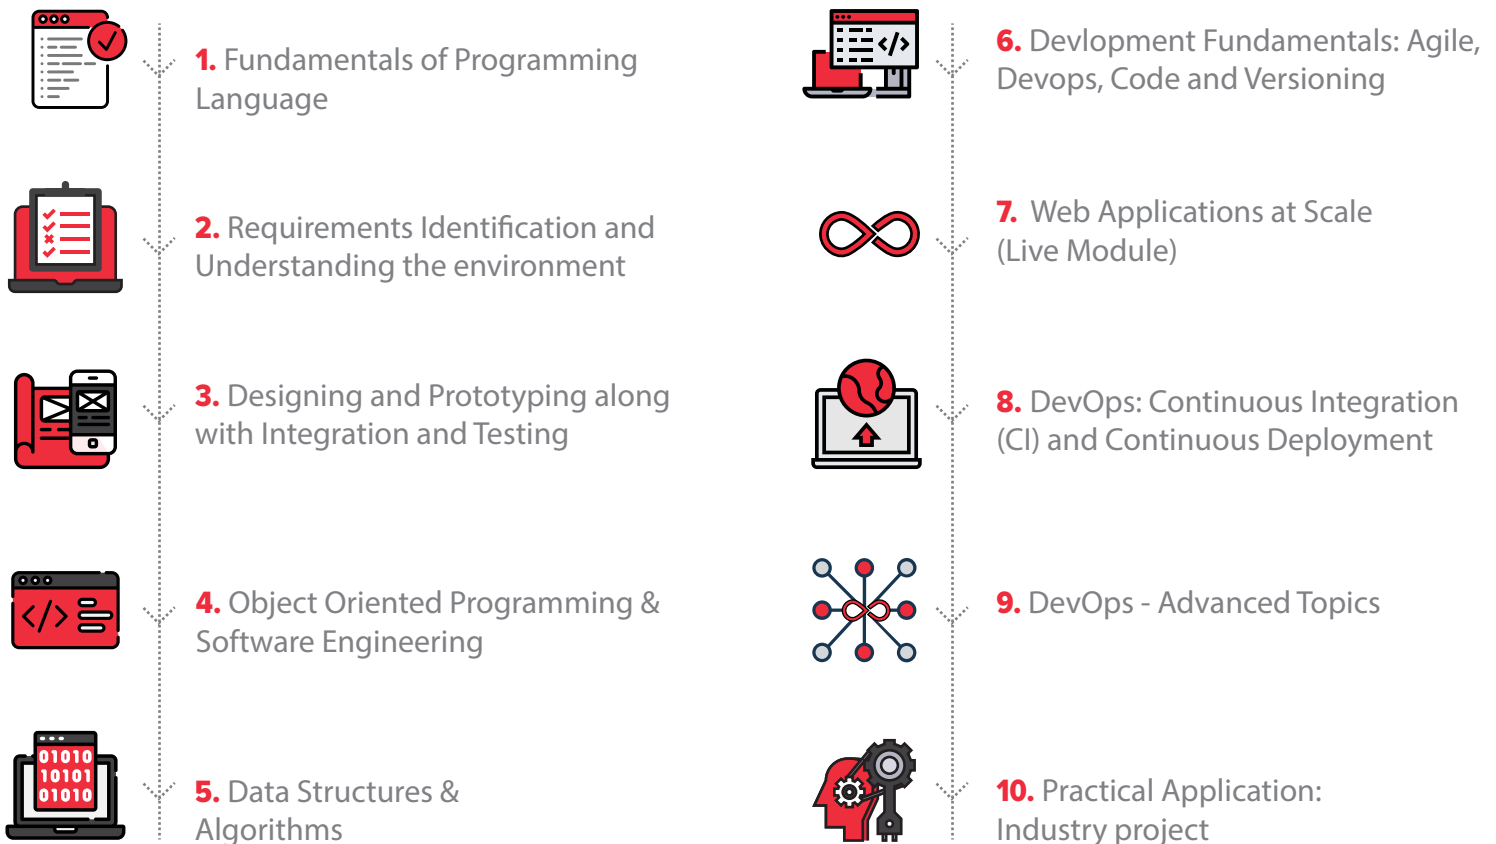 1. Fundamentals of Programming
Language
2. Requirements Identification and
Understanding the environment
3. Designing and Prototyping along
with Integration and Testing
</>
4. Object Oriented Programming &
Software Engineering
01010
10101
01010
5. Data Structures &
Algorithms
</>
6. Devlopment Fundamentals: Agile,
Devops, Code and Versioning
7. Web Applications at Scale
(Live Module)
8. DevOps: Continuous Integration
(CI) and Continuous Deployment
9. DevOps - Advanced Topics
10. Practical Application:
Industry project